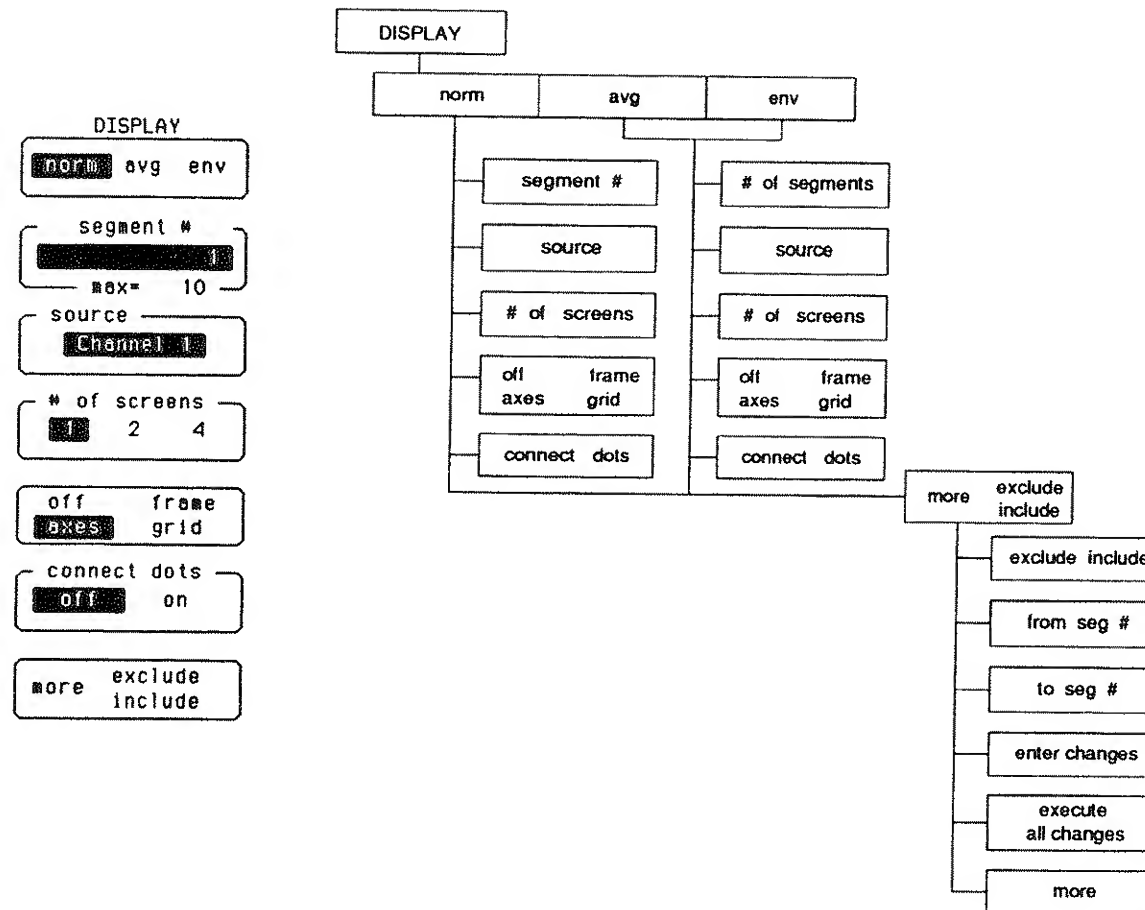 DISPLAY
norm avg env
segment #
1
max= 10
source
Channel 1
# of screens
1 2 4
off frame
axes grid
connect dots
off on
more exclude
include
DISPLAY
norm avg env
segment #
source
# of screens
off frame
axes grid
connect dots
# of segments
source
# of screens
off frame
axes grid
connect dots
more exclude
include
exclude include
from seg #
to seg #
enter changes
execute
all changes
more